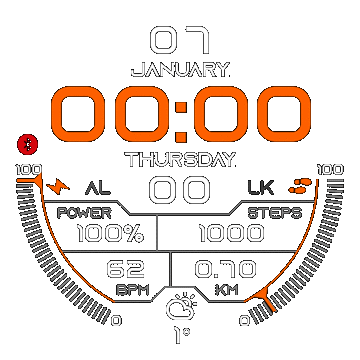 07
JANUARY
00:00
THURSDAY
100 100
AL 00 LK
POWER STEPS
100% 1000
62 0.70
BPM KM
0 0
1°